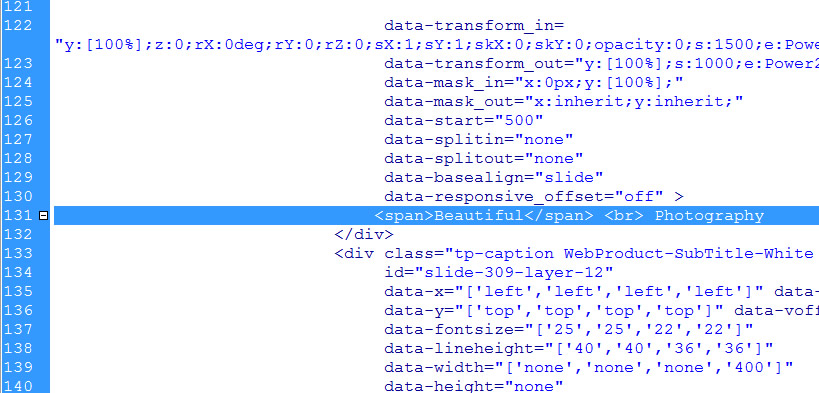 121
122 data-transform_in=
"y:[100%];z:0;rX:0deg;rY:0;rZ:0;sX:1;sY:1;skX:0;skY:0;opacity:0;s:1500;e:Powe
123 data-transform_out="y:[100%];s:1000;e:Power2
124 data-mask_in="x:0px;y:[100%];"
125 data-mask_out="x:inherit;y:inherit;"
126 data-start="500"
127 data-splitin="none"
128 data-splitout="none"
129 data-basealign="slide"
130 data-responsive_offset="off" >
131 <span>Beautiful</span> <br> Photography
132 </div>
133 <div class="tp-caption WebProduct-SubTitle-White
134 id="slide-309-layer-12"
135 data-x="['left','left','left','left']" data-
136 data-y="['top','top','top','top']" data-voff
137 data-fontsize="['25','25','22','22']"
138 data-lineheight="['40','40','36','36']"
139 data-width="['none','none','none','400']"
140 data-height="none"